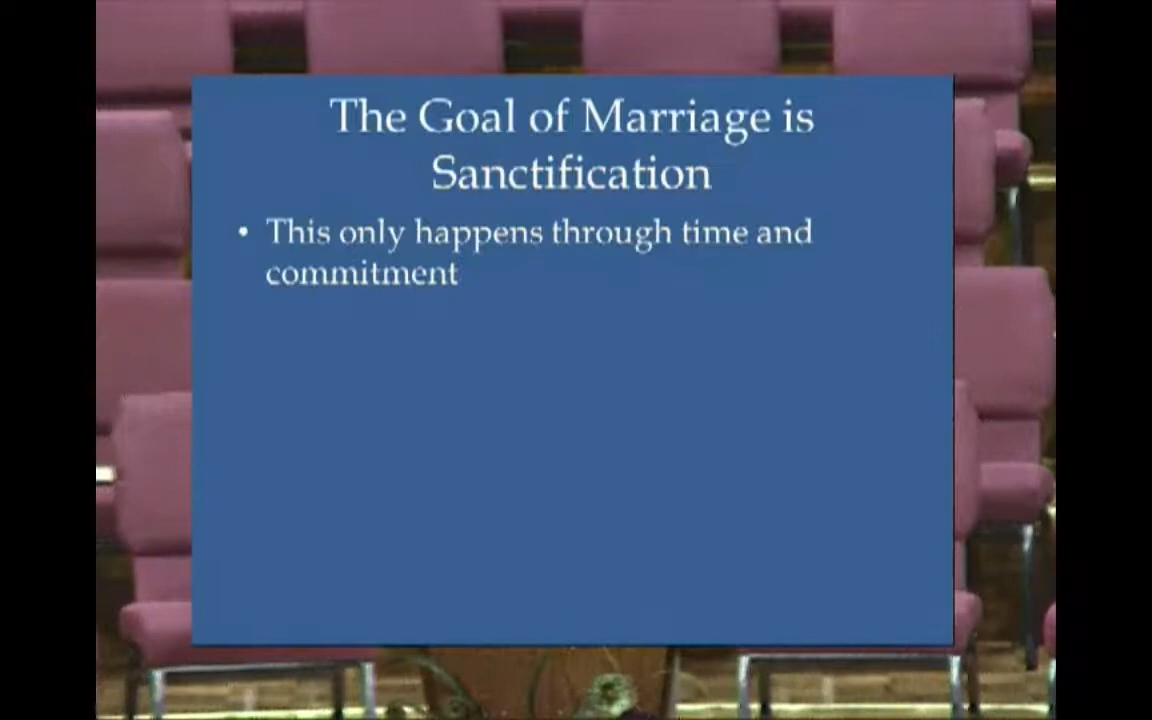 The Goal of Marriage is
Sanctification
• This only happens through time and
commitment